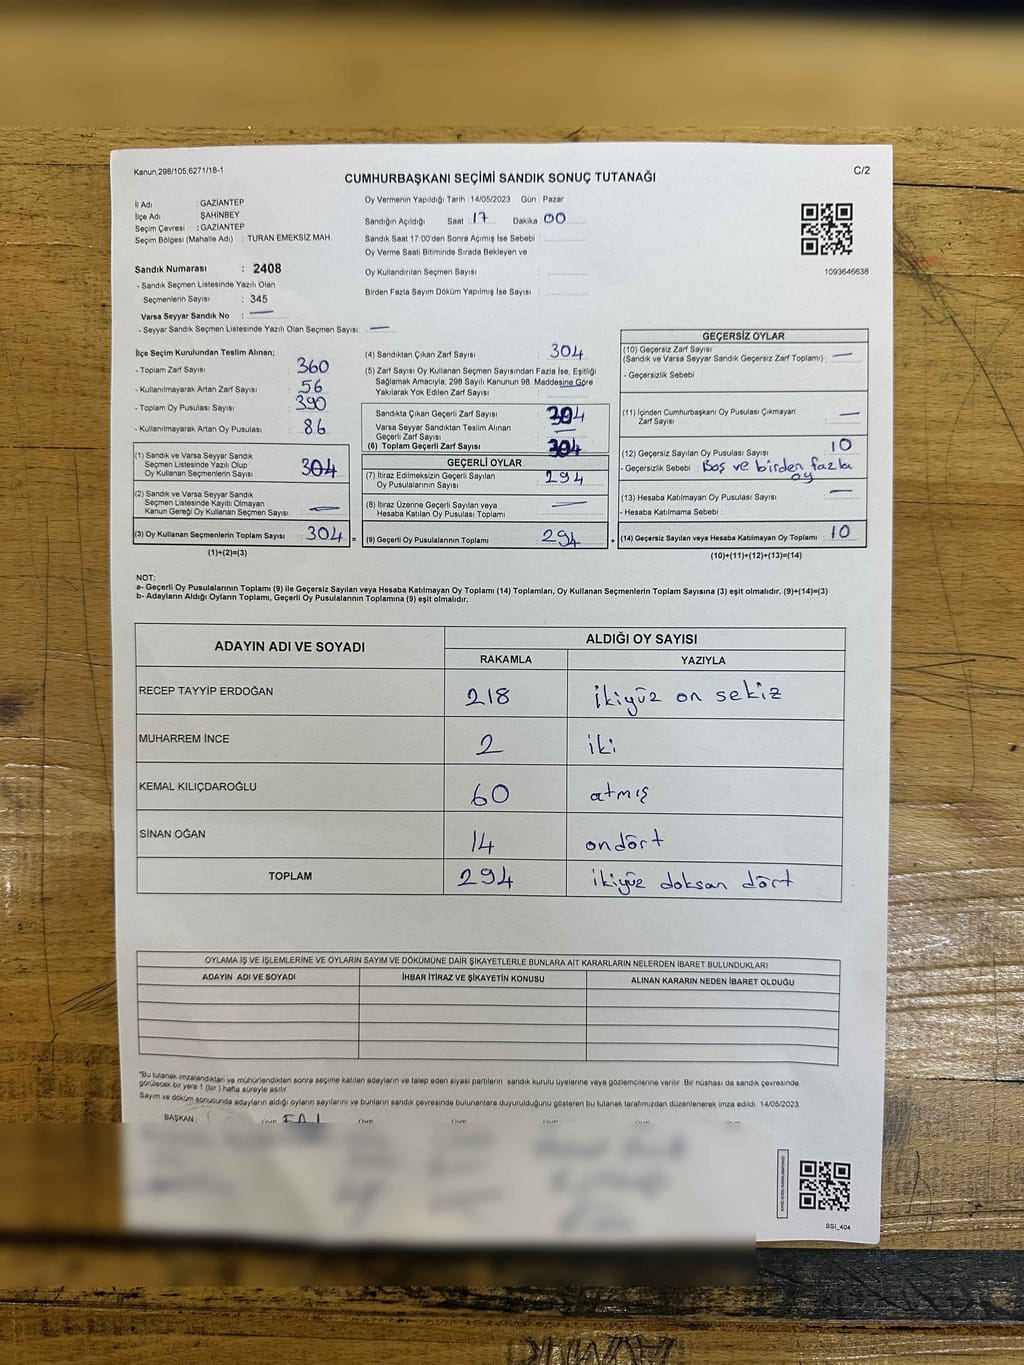 Kanun,298/105,6271/18-1
C/2
CUMHURBAŞKANI SEÇİMİ SANDIK SONUÇ TUTANAĞI
İl Adı : GAZİANTEP
İlçe Adı : ŞAHİNBEY
Seçim Çevresi : GAZİANTEP
Seçim Bölgesi (Mahalle Adı) : TURAN EMEKSİZ MAH.
Sandık Numarası : 2408
- Sandık Seçmen Listesinde Yazılı Olan
Seçmenlerin Sayısı : 345
Varsa Seyyar Sandık No : —
- Seyyar Sandık Seçmen Listesinde Yazılı Olan Seçmen Sayısı: —
Oy Vermenin Yapıldığı Tarih :14/05/2023 Gün : Pazar
Sandığın Açıldığı Saat 17 Dakika 00
Sandık Saat 17:00'den Sonra Açımış İse Sebebi :
Oy Verme Saati Bitiminde Sırada Bekleyen ve
Oy Kullandırılan Seçmen Sayısı :
Birden Fazla Sayım Döküm Yapılmış İse Sayısı :
1093646638
İlçe Seçim Kurulundan Teslim Alınan;
- Toplam Zarf Sayısı : 360
- Kullanılmayarak Artan Zarf Sayısı : 56
- Toplam Oy Pusulası Sayısı : 390
- Kullanılmayarak Artan Oy Pusulası : 86
(1) Sandık ve Varsa Seyyar Sandık
Seçmen Listesinde Yazılı Olup
Oy Kullanan Seçmenlerin Sayısı : 304
(2) Sandık ve Varsa Seyyar Sandık
Seçmen Listesinde Kayıtlı Olmayan
Kanun Gereği Oy Kullanan Seçmen Sayısı : —
(3) Oy Kullanan Seçmenlerin Toplam Sayısı : 304 =
(1)+(2)=(3)
(4) Sandıktan Çıkan Zarf Sayısı : 304
(5) Zarf Sayısı Oy Kullanan Seçmen Sayısından Fazla İse, Eşitliği
Sağlamak Amacıyla; 298 Sayılı Kanunun 98. Maddesine Göre
Yakılarak Yok Edilen Zarf Sayısı : —
Sandıkta Çıkan Geçerli Zarf Sayısı : 304
Varsa Seyyar Sandıktan Teslim Alınan
Geçerli Zarf Sayısı : —
(6) Toplam Geçerli Zarf Sayısı : 304
GEÇERLİ OYLAR
(7) İtiraz Edilmeksizin Geçerli Sayılan
Oy Pusulalarının Sayısı : 294
(8) İtiraz Üzerine Geçerli Sayılan veya
Hesaba Katılan Oy Pusulası Toplamı : —
(9) Geçerli Oy Pusulalarının Toplamı : 294 +
GEÇERSİZ OYLAR
(10) Geçersiz Zarf Sayısı
(Sandık ve Varsa Seyyar Sandık Geçersiz Zarf Toplamı) : —
- Geçersizlik Sebebi :
(11) İçinden Cumhurbaşkanı Oy Pusulası Çıkmayan
Zarf Sayısı : —
(12) Geçersiz Sayılan Oy Pusulası Sayısı : 10
- Geçersizlik Sebebi : Boş ve birden fazla
oy
(13) Hesaba Katılmayan Oy Pusulası Sayısı : —
- Hesaba Katılmama Sebebi :
(14) Geçersiz Sayılan veya Hesaba Katılmayan Oy Toplamı : 10
(10)+(11)+(12)+(13)=(14)
NOT:
a- Geçerli Oy Pusulalarının Toplamı (9) ile Geçersiz Sayılan veya Hesaba Katılmayan Oy Toplamı (14) Toplamları, Oy Kullanan Seçmenlerin Toplam Sayısına (3) eşit olmalıdır. (9)+(14)=(3)
b- Adayların Aldığı Oyların Toplamı, Geçerli Oy Pusulalarının Toplamına (9) eşit olmalıdır.
ADAYIN ADI VE SOYADI
ALDIĞI OY SAYISI
RAKAMLA YAZIYLA
RECEP TAYYİP ERDOĞAN 218 ikiyüz on sekiz
MUHARREM İNCE 2 iki
KEMAL KILIÇDAROĞLU 60 atmış
SİNAN OĞAN 14 ondört
TOPLAM 294 ikiyüz doksan dört
OYLAMA İŞ VE İŞLEMLERİNE VE OYLARIN SAYIM VE DÖKÜMÜNE DAİR ŞİKAYETLERLE BUNLARA AİT KARARLARIN NELERDEN İBARET BULUNDUKLARI
ADAYIN ADI VE SOYADI İHBAR İTİRAZ VE ŞİKAYETİN KONUSU ALINAN KARARIN NEDEN İBARET OLDUĞU
*Bu tutanak imzalandıktan ve mühürlendikten sonra seçime katılan adayların ve talep eden siyasi partilerin sandık kurulu üyelerine veya gözlemcilerine verilir. Bir nüshası da sandık çevresinde
görülecek bir yere 1 (bir ) hafta süreyle asılır.
Sayım ve döküm sonucunda adayların aldığı oyların sayılarını ve bunların sandık çevresinde bulunanlara duyurulduğunu gösteren bu tutanak tarafımızdan düzenlenerek imza edildi. 14/05/2023
BAŞKAN
SSİ_404